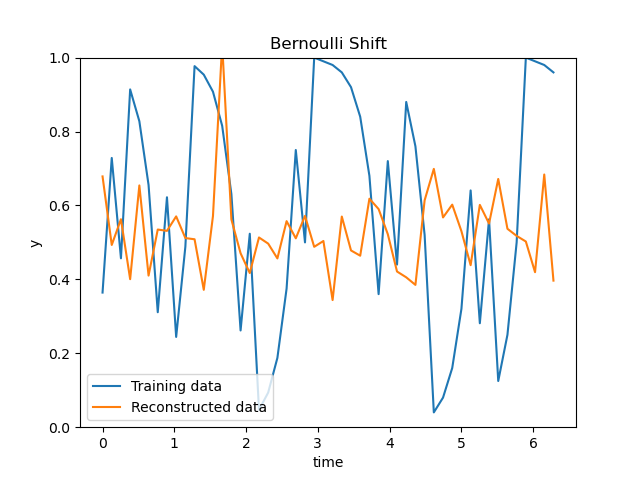 Bernoulli Shift
y
1.0
0.8
0.6
0.4
0.2
0.0
Training data
Reconstructed data
0 1 2 3 4 5 6
time